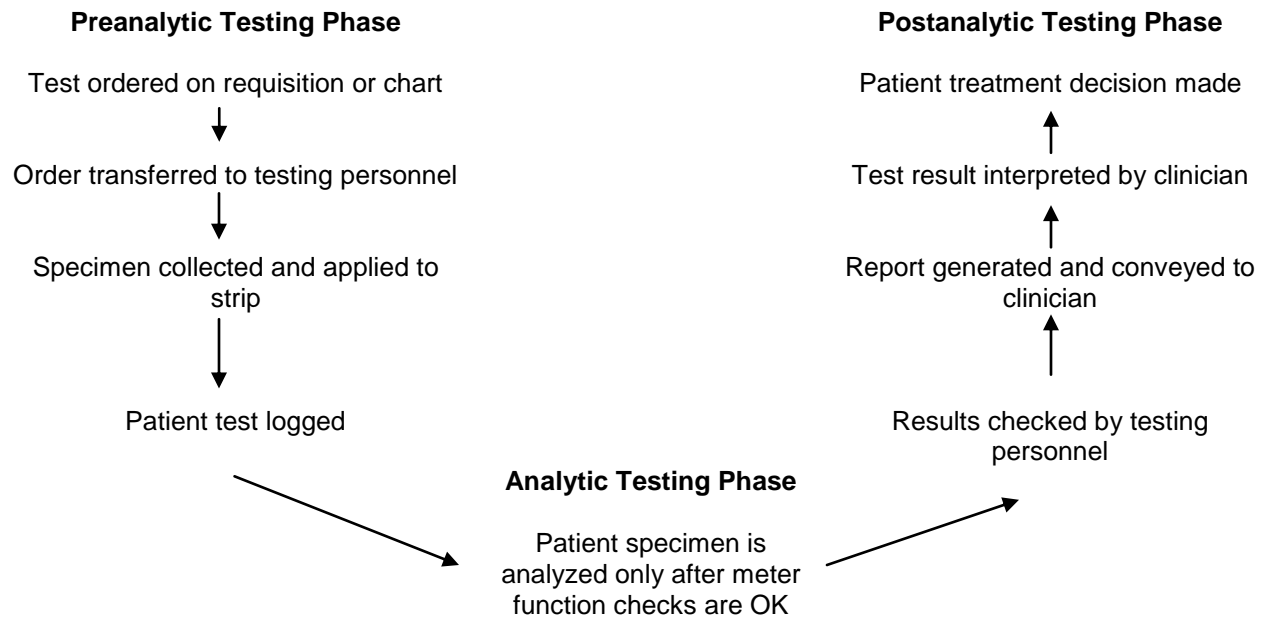 Preanalytic Testing Phase
Test ordered on requisition or chart
Order transferred to testing personnel
Specimen collected and applied to
strip
Patient test logged
Analytic Testing Phase
Patient specimen is
analyzed only after meter
function checks are OK
Postanalytic Testing Phase
Patient treatment decision made
Test result interpreted by clinician
Report generated and conveyed to
clinician
Results checked by testing
personnel